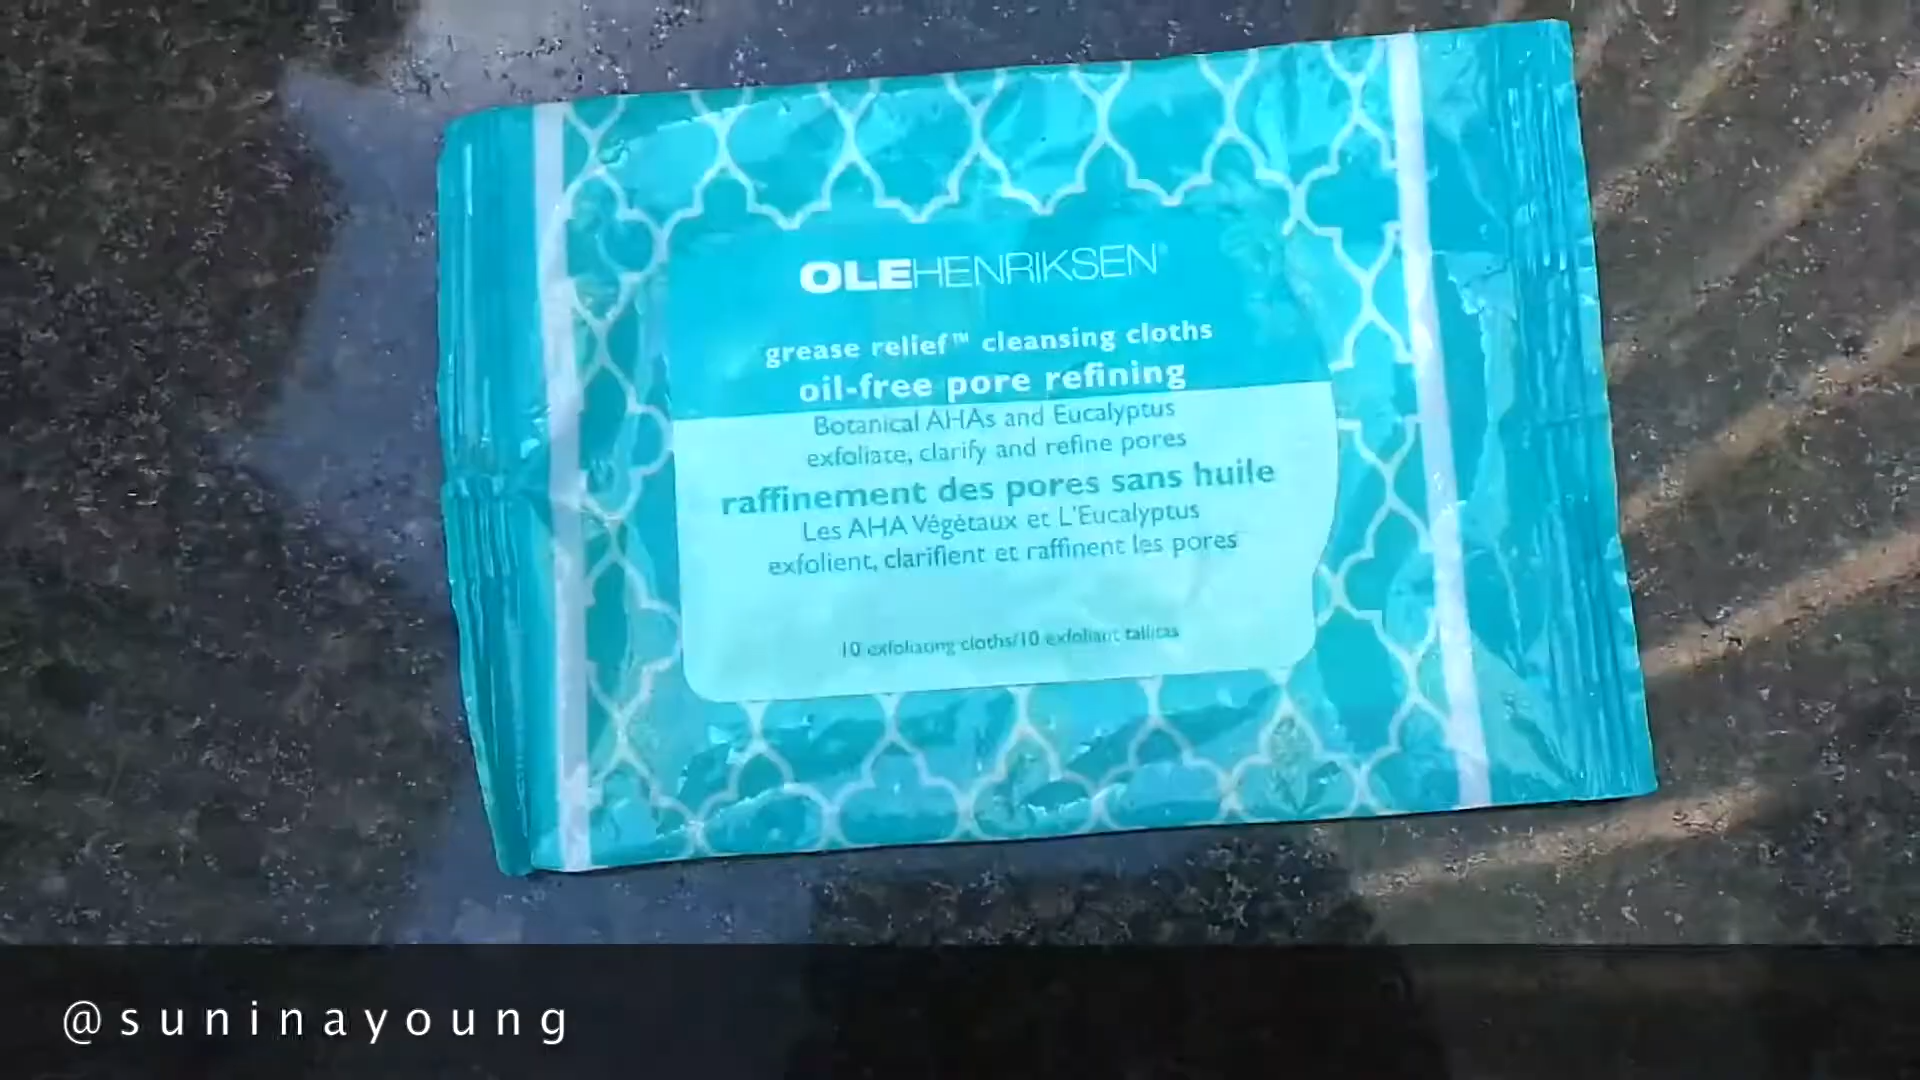 OLEHENRIKSEN®
grease relief™ cleansing cloths
oil-free pore refining
Botanical AHAs and Eucalyptus
exfoliate, clarify and refine pores
raffinement des pores sans huile
Les AHA Végétaux et L'Eucalyptus
exfolient, clarifient et raffinent les pores
10 exfoliating cloths/10 exfoliant
@suninayoung